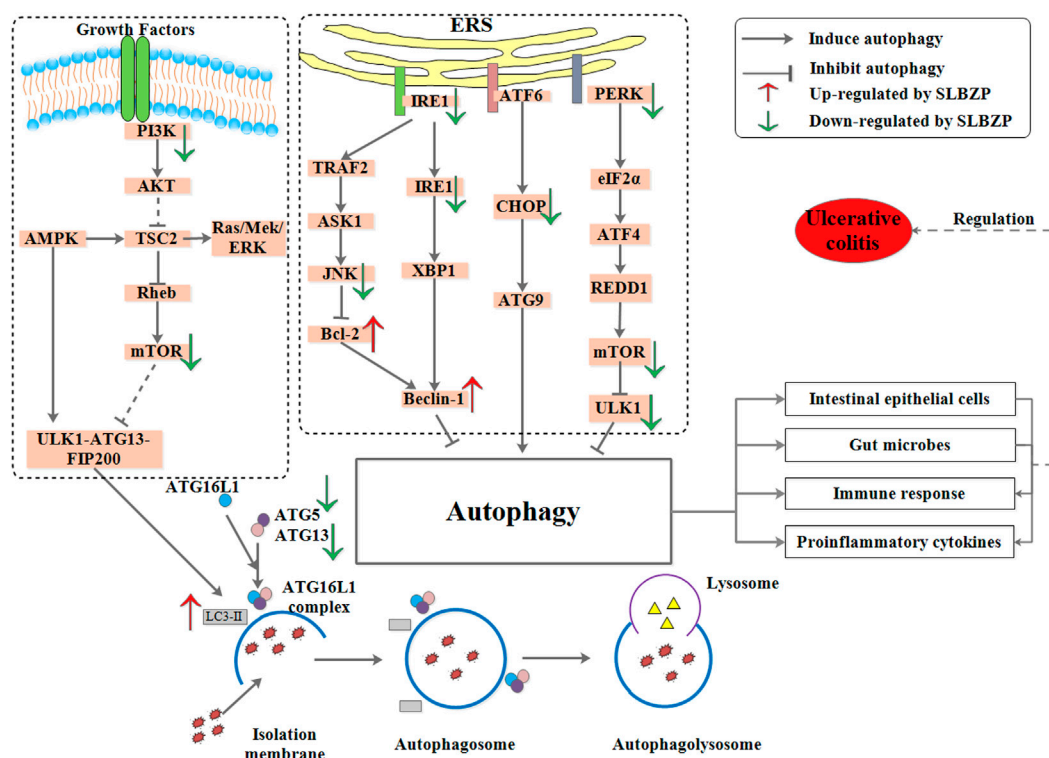 Growth Factors
PI3K
AKT
AMPK
TSC2
Ras/Mek/
ERK
Rheb
mTOR
ULK1-ATG13-
FIP200
ERS
IRE1
ATF6
PERK
TRAF2
IRE1
eIF2α
ASK1
CHOP
ATF4
JNK
XBP1
ATG9
REDD1
Bcl-2
mTOR
Beclin-1
ULK1
Induce autophagy
Inhibit autophagy
Up-regulated by SLBZP
Down-regulated by SLBZP
Ulcerative
colitis
Regulation
Autophagy
Intestinal epithelial cells
Gut microbes
Immune response
Proinflammatory cytokines
ATG16L1
ATG5
ATG13
ATG16L1
complex
LC3-II
Lysosome
Isolation
membrane
Autophagosome
Autophagolysosome